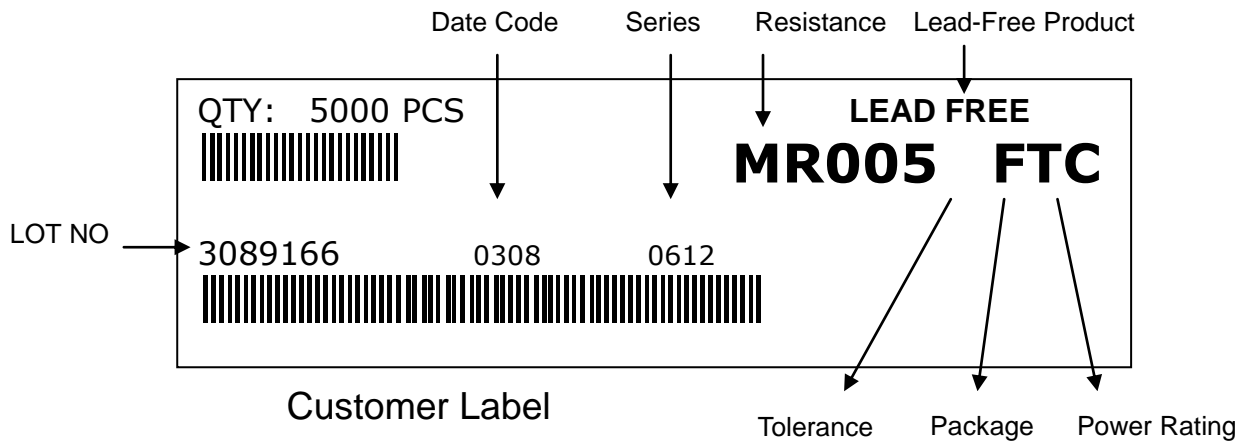 Date Code Series Resistance Lead-Free Product
QTY: 5000 PCS LEAD FREE
MR005 FTC
LOT NO 3089166 0308 0612
Customer Label
Tolerance Package Power Rating